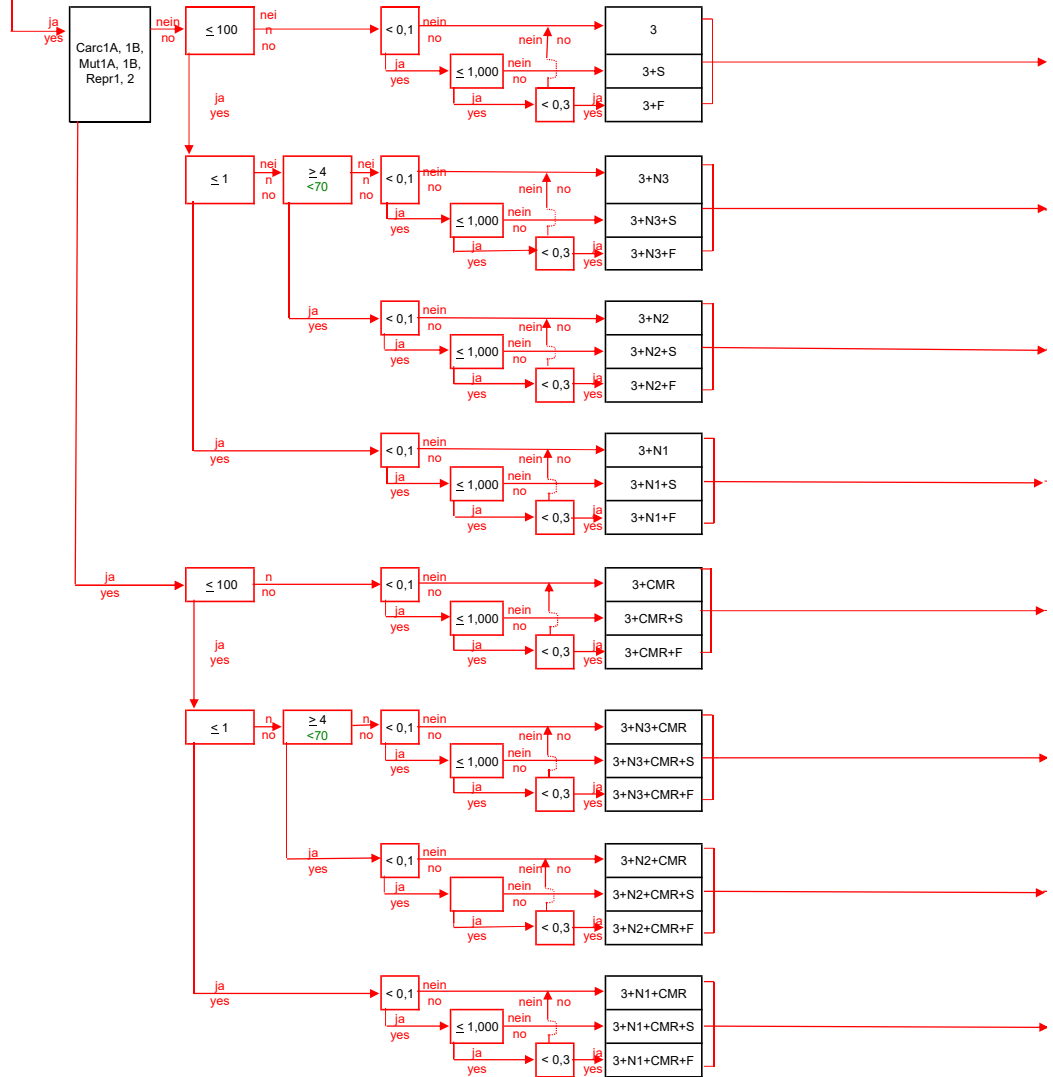 ja
yes
Carc1A, 1B,
Mut1A, 1B,
Repr1, 2
nein
no
≤ 100
nei
n
no
< 0,1
nein
no
3
ja
yes
≤ 1,000
nein
no
nein no
3+S
ja
yes
< 0,3
ja
yes
3+F
ja
yes
≤ 1
nei
n
no
≥ 4
<70
nei
n
no
< 0,1
nein
no
3+N3
ja
yes
≤ 1,000
nein
no
nein no
3+N3+S
ja
yes
< 0,3
ja
yes
3+N3+F
ja
yes
< 0,1
nein
no
3+N2
ja
yes
≤ 1,000
nein
no
nein no
3+N2+S
ja
yes
< 0,3
ja
yes
3+N2+F
ja
yes
< 0,1
nein
no
3+N1
ja
yes
≤ 1,000
nein
no
nein no
3+N1+S
ja
yes
< 0,3
ja
yes
3+N1+F
ja
yes
≤ 100
n
no
< 0,1
nein
no
3+CMR
ja
yes
≤ 1,000
nein
no
3+CMR+S
ja
yes
< 0,3
ja
yes
3+CMR+F
ja
yes
≤ 1
n
no
≥ 4
<70
n
no
< 0,1
nein
no
3+N3+CMR
ja
yes
≤ 1,000
nein
no
nein no
3+N3+CMR+S
ja
yes
< 0,3
ja
yes
3+N3+CMR+F
ja
yes
< 0,1
nein
no
3+N2+CMR
ja
yes
nein
no
nein no
3+N2+CMR+S
ja
yes
< 0,3
ja
yes
3+N2+CMR+F
ja
yes
< 0,1
nein
no
3+N1+CMR
ja
yes
≤ 1,000
nein
no
nein no
3+N1+CMR+S
ja
yes
< 0,3
ja
yes
3+N1+CMR+F